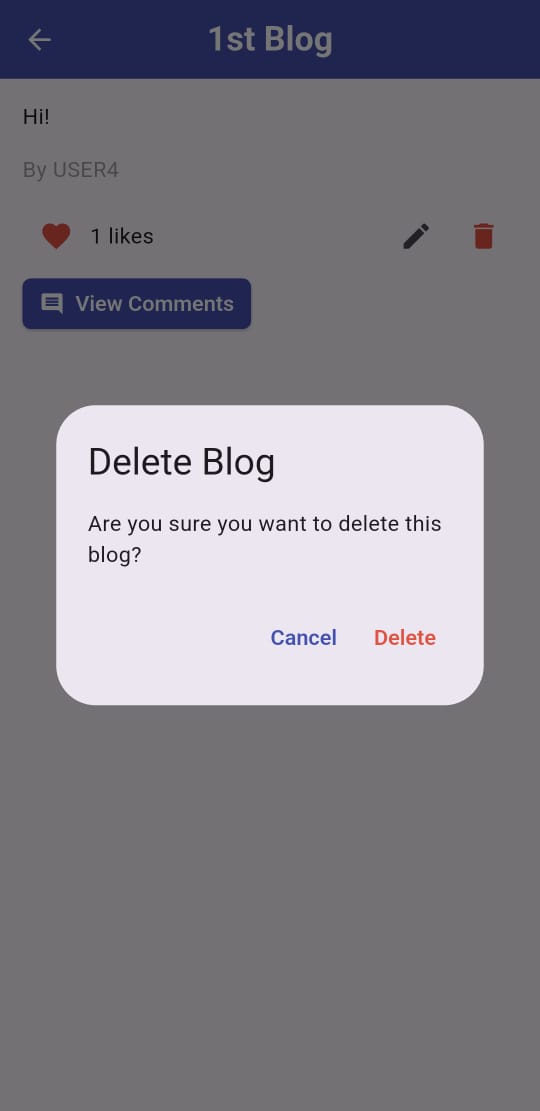 1st Blog
Hi!
By USER4
1 likes
View Comments
Delete Blog
Are you sure you want to delete this
blog?
Cancel Delete